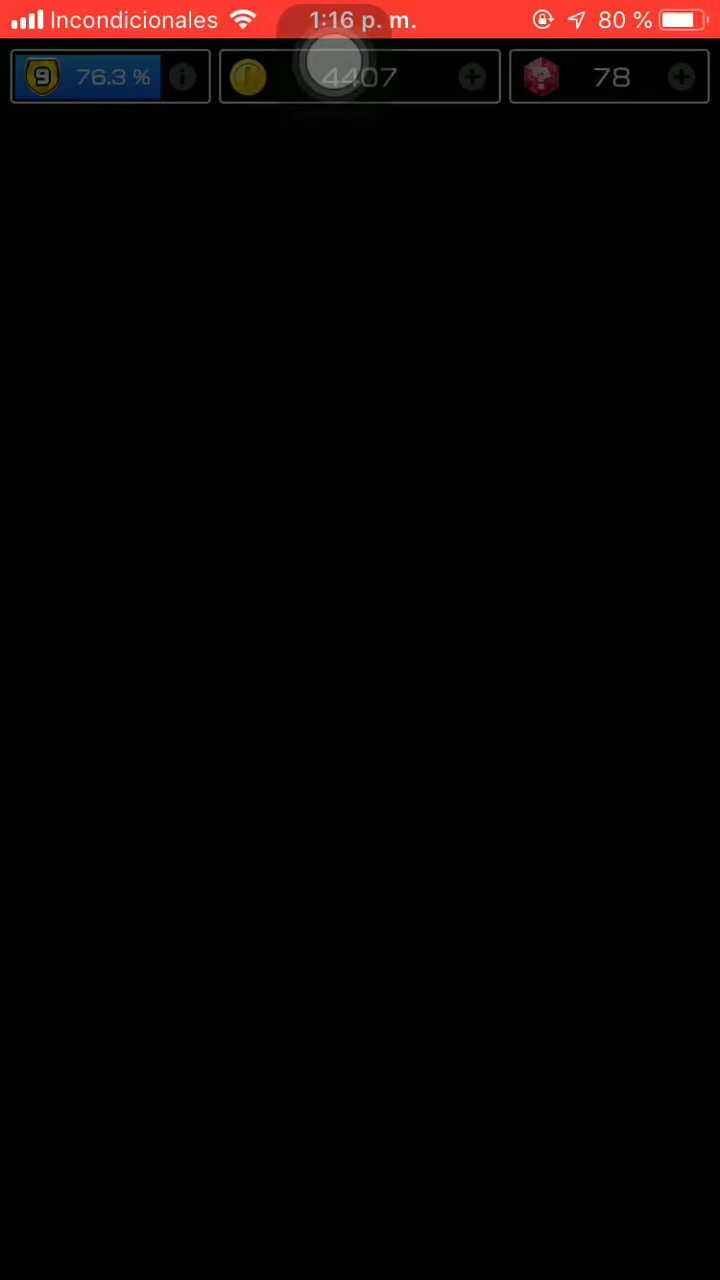 Incondicionales 1:16 p. m. 80 %
9 76.3 % i 4407 + ? 78 +